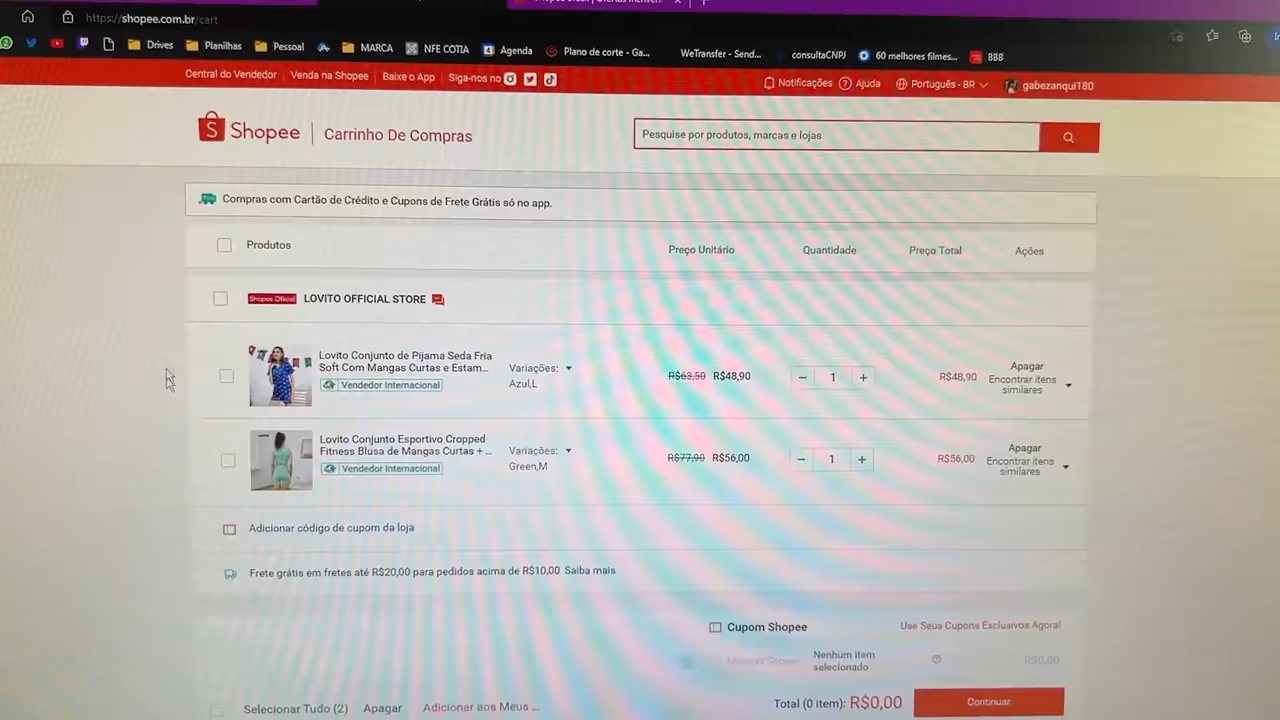 https://shopee.com.br/cart
Drives
Planilhas
Pessoal
MARCA
NFE COTIA
Agenda
Plano de corte - Ga...
WeTransfer - Send...
consultaCNPJ
60 melhores filmes...
BBB
Central do Vendedor
Venda na Shopee
Baixe o App
Siga-nos no
Notificações
Ajuda
Português - BR
gabezanqui180
Shopee
Carrinho De Compras
Pesquise por produtos, marcas e lojas
Compras com Cartão de Crédito e Cupons de Frete Grátis só no app.
Produtos
Preço Unitário
Quantidade
Preço Total
Ações
Shopee Oficial
LOVITO OFFICIAL STORE
Lovito Conjunto de Pijama Seda Fria
Soft Com Mangas Curtas e Estam...
Vendedor Internacional
Variações:
Azul,L
R$63,50 R$48,90
1
R$48,90
Apagar
Encontrar itens
similares
Lovito Conjunto Esportivo Cropped
Fitness Blusa de Mangas Curtas + ...
Vendedor Internacional
Variações:
Green,M
R$77,90 R$56,00
1
R$56,00
Apagar
Encontrar itens
similares
Adicionar código de cupom da loja
Frete grátis em fretes até R$20,00 para pedidos acima de R$10,00 Saiba mais
Cupom Shopee
Use Seus Cupons Exclusivos Agora!
Moedas Shopee
Nenhum item
selecionado
R$0,00
Selecionar Tudo (2)
Apagar
Adicionar aos Meus ...
Total (0 item): R$0,00
Continuar